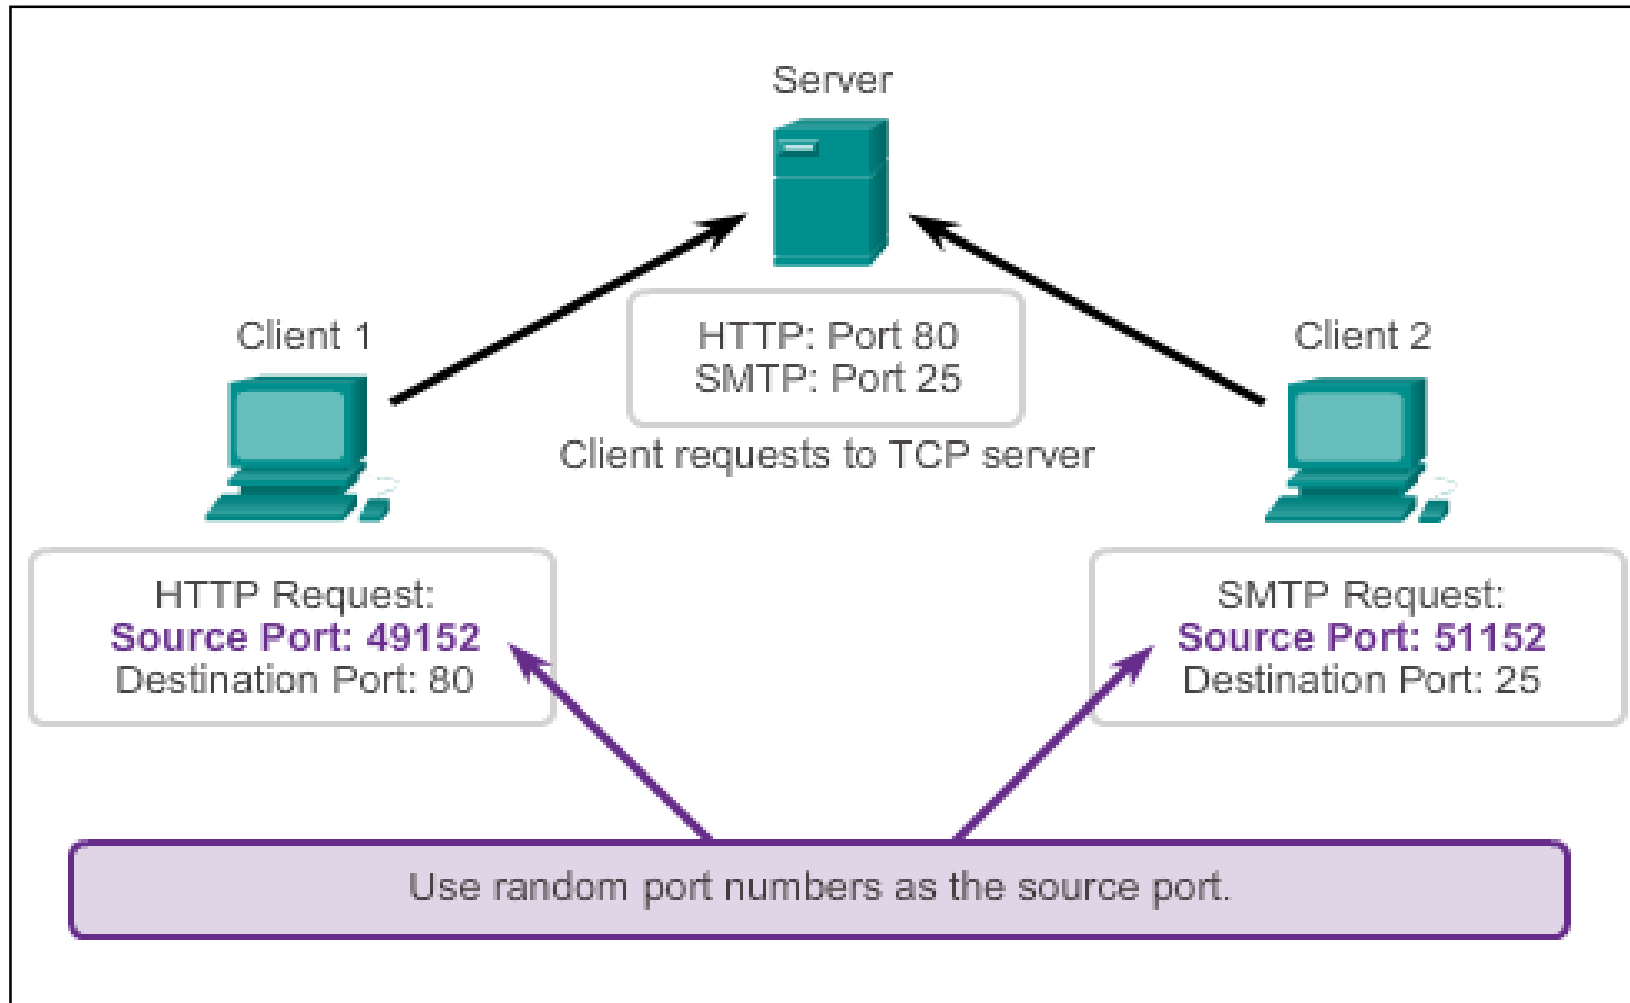 Server
HTTP: Port 80
SMTP: Port 25
Client requests to TCP server
Client 1
HTTP Request:
Source Port: 49152
Destination Port: 80
Client 2
SMTP Request:
Source Port: 51152
Destination Port: 25
Use random port numbers as the source port.